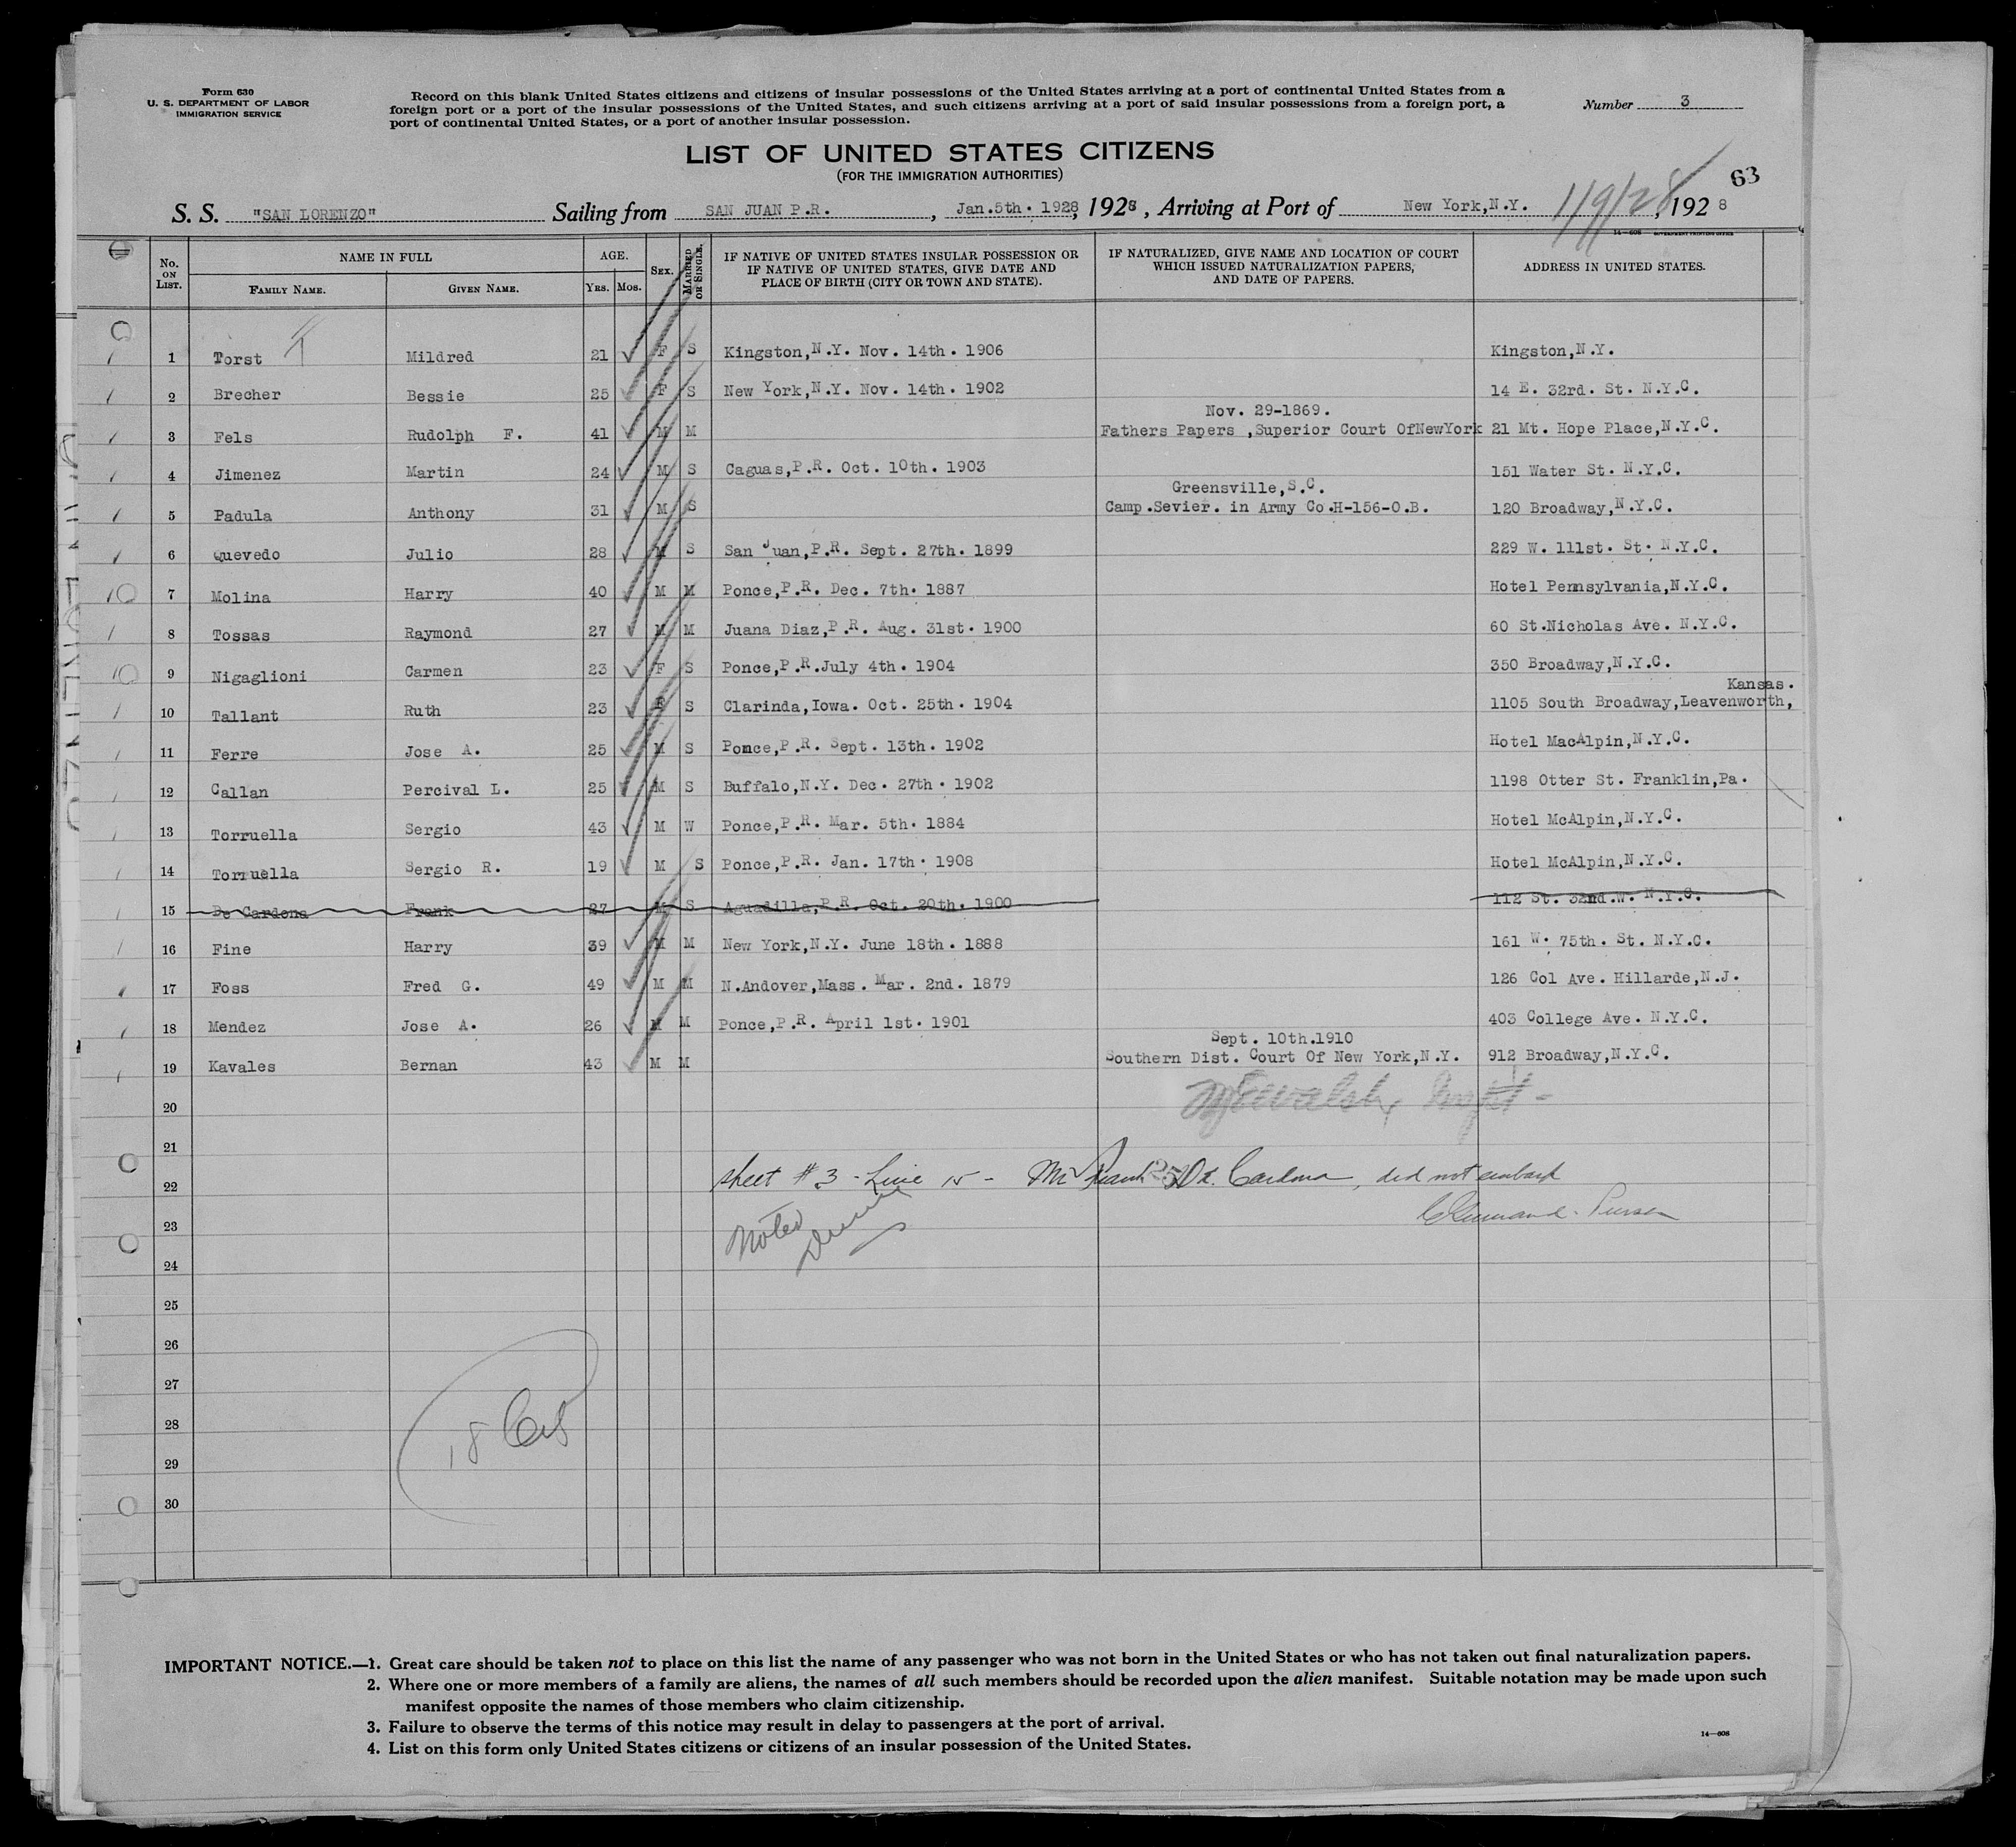 Form 630
U. S. DEPARTMENT OF LABOR
IMMIGRATION SERVICE
Record on this blank United States citizens and citizens of insular possessions of the United States arriving at a port of continental United States from a
foreign port or a port of the insular possessions of the United States, and such citizens arriving at a port of said insular possessions from a foreign port, a
port of continental United States, or a port of another insular possession.
Number 3
LIST OF UNITED STATES CITIZENS
(FOR THE IMMIGRATION AUTHORITIES)
63
S. S. "SAN LORENZO" Sailing from SAN JUAN P.R. , Jan.5th. 1928, 1928 , Arriving at Port of New York,N.Y. 1/9/28 , 1928
14—608 GOVERNMENT PRINTING OFFICE
No. ON LIST. NAME IN FULL FAMILY NAME. GIVEN NAME. AGE. YRS. MOS. SEX. MARRIED OR SINGLE. IF NATIVE OF UNITED STATES INSULAR POSSESSION OR IF NATIVE OF UNITED STATES, GIVE DATE AND PLACE OF BIRTH (CITY OR TOWN AND STATE). IF NATURALIZED, GIVE NAME AND LOCATION OF COURT WHICH ISSUED NATURALIZATION PAPERS, AND DATE OF PAPERS. ADDRESS IN UNITED STATES.
1 Torst Mildred 21 F S Kingston,N.Y. Nov. 14th. 1906 Kingston,N.Y.
2 Brecher Bessie 25 F S New York,N.Y. Nov. 14th. 1902 14 E. 32rd. St. N.Y.C.
Nov. 29-1869.
3 Fels Rudolph F. 41 M M Fathers Papers ,Superior Court OfNewYork 21 Mt. Hope Place,N.Y.C.
4 Jimenez Martin 24 M S Caguas,P.R. Oct. 10th. 1903 151 Water St. N.Y.C.
Greensville,S.C.
5 Padula Anthony 31 M S Camp.Sevier. in Army Co.H-156-O.B. 120 Broadway,N.Y.C.
6 Quevedo Julio 28 M S San Juan,P.R. Sept. 27th. 1899 229 W. 111st. St. N.Y.C.
7 Molina Harry 40 M M Ponce,P.R. Dec. 7th. 1887 Hotel Pennsylvania,N.Y.C.
8 Tossas Raymond 27 M M Juana Diaz,P.R. Aug. 31st. 1900 60 St.Nicholas Ave. N.Y.C.
9 Nigaglioni Carmen 23 F S Ponce,P.R.July 4th. 1904 350 Broadway,N.Y.C.
Kansas.
10 Tallant Ruth 23 F S Clarinda,Iowa. Oct. 25th. 1904 1105 South Broadway,Leavenworth,
11 Ferre Jose A. 25 M S Ponce,P.R. Sept. 13th. 1902 Hotel MacAlpin,N.Y.C.
12 Callan Percival L. 25 M S Buffalo,N.Y. Dec. 27th. 1902 1198 Otter St. Franklin,Pa.
13 Torruella Sergio 43 M W Ponce,P.R. Mar. 5th. 1884 Hotel McAlpin,N.Y.C.
14 Torruella Sergio R. 19 M S Ponce,P.R. Jan. 17th. 1908 Hotel McAlpin,N.Y.C.
15 De Cardona Frank 27 M S Aguadilla,P.R. Oct. 20th. 1900 112 St. 32nd.W. N.Y.C.
16 Fine Harry 39 M M New York,N.Y. June 18th. 1888 161 W. 75th. St. N.Y.C.
17 Foss Fred G. 49 M M N.Andover,Mass. Mar. 2nd. 1879 126 Col Ave. Hillarde,N.J.
18 Mendez Jose A. 26 M M Ponce,P.R. April 1st. 1901 403 College Ave. N.Y.C.
Sept. 10th.1910
19 Kavales Bernan 43 M M Southern Dist. Court Of New York,N.Y. 912 Broadway,N.Y.C.
20
21
22 Sheet #3 - Line 15 - Mr Frank De Cardona, did not embark
23 Noted Purser
24
25
26
27
28 18
29
30
IMPORTANT NOTICE.—1. Great care should be taken not to place on this list the name of any passenger who was not born in the United States or who has not taken out final naturalization papers.
2. Where one or more members of a family are aliens, the names of all such members should be recorded upon the alien manifest. Suitable notation may be made upon such
manifest opposite the names of those members who claim citizenship.
3. Failure to observe the terms of this notice may result in delay to passengers at the port of arrival.
4. List on this form only United States citizens or citizens of an insular possession of the United States.
14—608